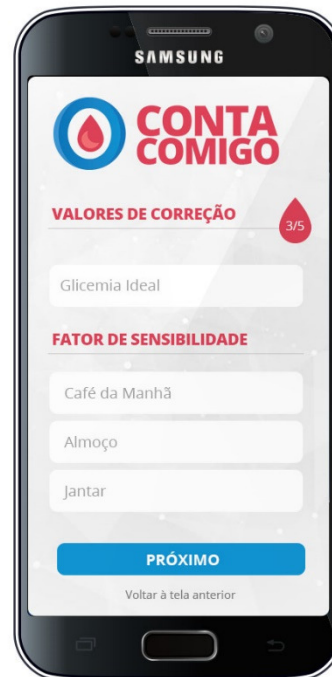 SAMSUNG
CONTA
COMIGO
VALORES DE CORREÇÃO
3/5
Glicemia Ideal
FATOR DE SENSIBILIDADE
Café da Manhã
Almoço
Jantar
PRÓXIMO
Voltar à tela anterior